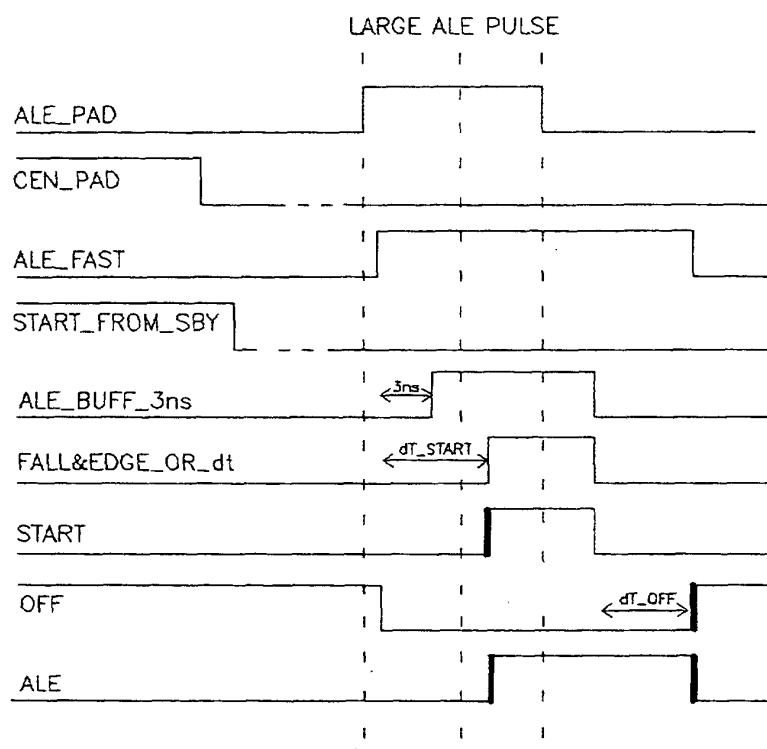 LARGE ALE PULSE
ALE_PAD
CEN_PAD
ALE_FAST
START_FROM_SBY
3ns
ALE_BUFF_3ns
dT_START
FALL&EDGE_OR_dt
START
OFF
dT_OFF
ALE